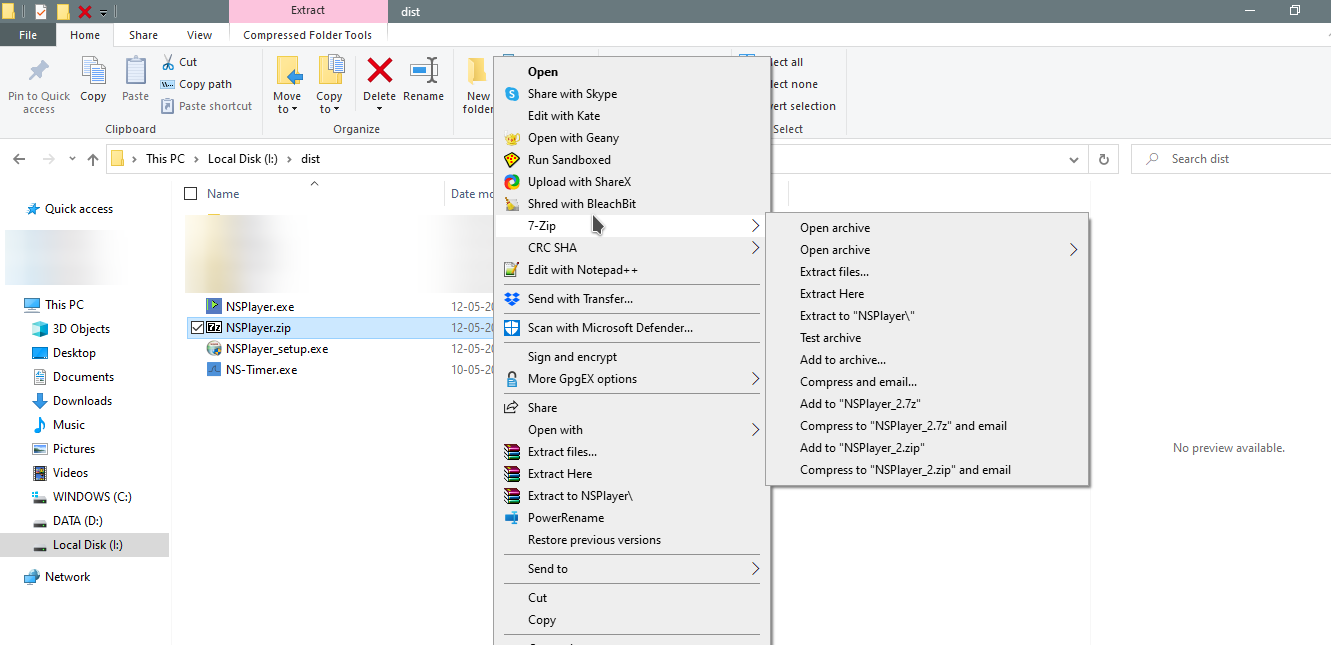 Extract
dist
File
Home
Share
View
Compressed Folder Tools
Pin to Quick access
Copy
Paste
Cut
Copy path
Paste shortcut
Clipboard
Move to
Copy to
Delete
Rename
Organize
New folder
ect all
lect none
vert selection
Select
This PC
Local Disk (I:)
dist
Search dist
Name
Date mo
Quick access
This PC
3D Objects
Desktop
Documents
Downloads
Music
Pictures
Videos
WINDOWS (C:)
DATA (D:)
Local Disk (I:)
Network
NSPlayer.exe
12-05-20
NSPlayer.zip
12-05-20
NSPlayer_setup.exe
12-05-20
NS-Timer.exe
10-05-20
Open
Share with Skype
Edit with Kate
Open with Geany
Run Sandboxed
Upload with ShareX
Shred with BleachBit
7-Zip
CRC SHA
Edit with Notepad++
Send with Transfer...
Scan with Microsoft Defender...
Sign and encrypt
More GpgEX options
Share
Open with
Extract files...
Extract Here
Extract to NSPlayer\
PowerRename
Restore previous versions
Send to
Cut
Copy
Open archive
Open archive
Extract files...
Extract Here
Extract to "NSPlayer\"
Test archive
Add to archive...
Compress and email...
Add to "NSPlayer_2.7z"
Compress to "NSPlayer_2.7z" and email
Add to "NSPlayer_2.zip"
Compress to "NSPlayer_2.zip" and email
No preview available.